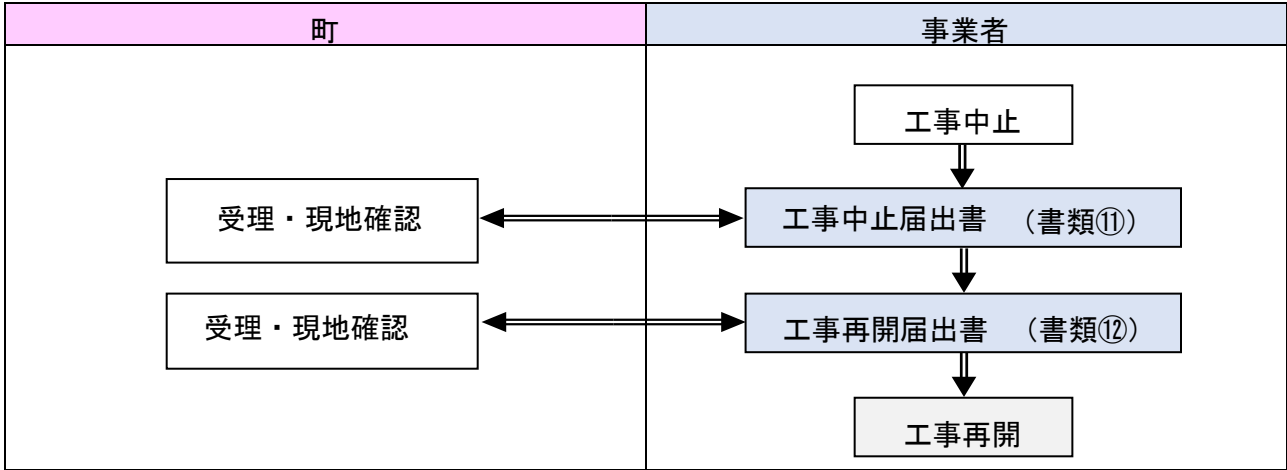 町
事業者
工事中止
受理・現地確認
工事中止届出書　（書類⑪）
受理・現地確認
工事再開届出書　（書類⑫）
工事再開